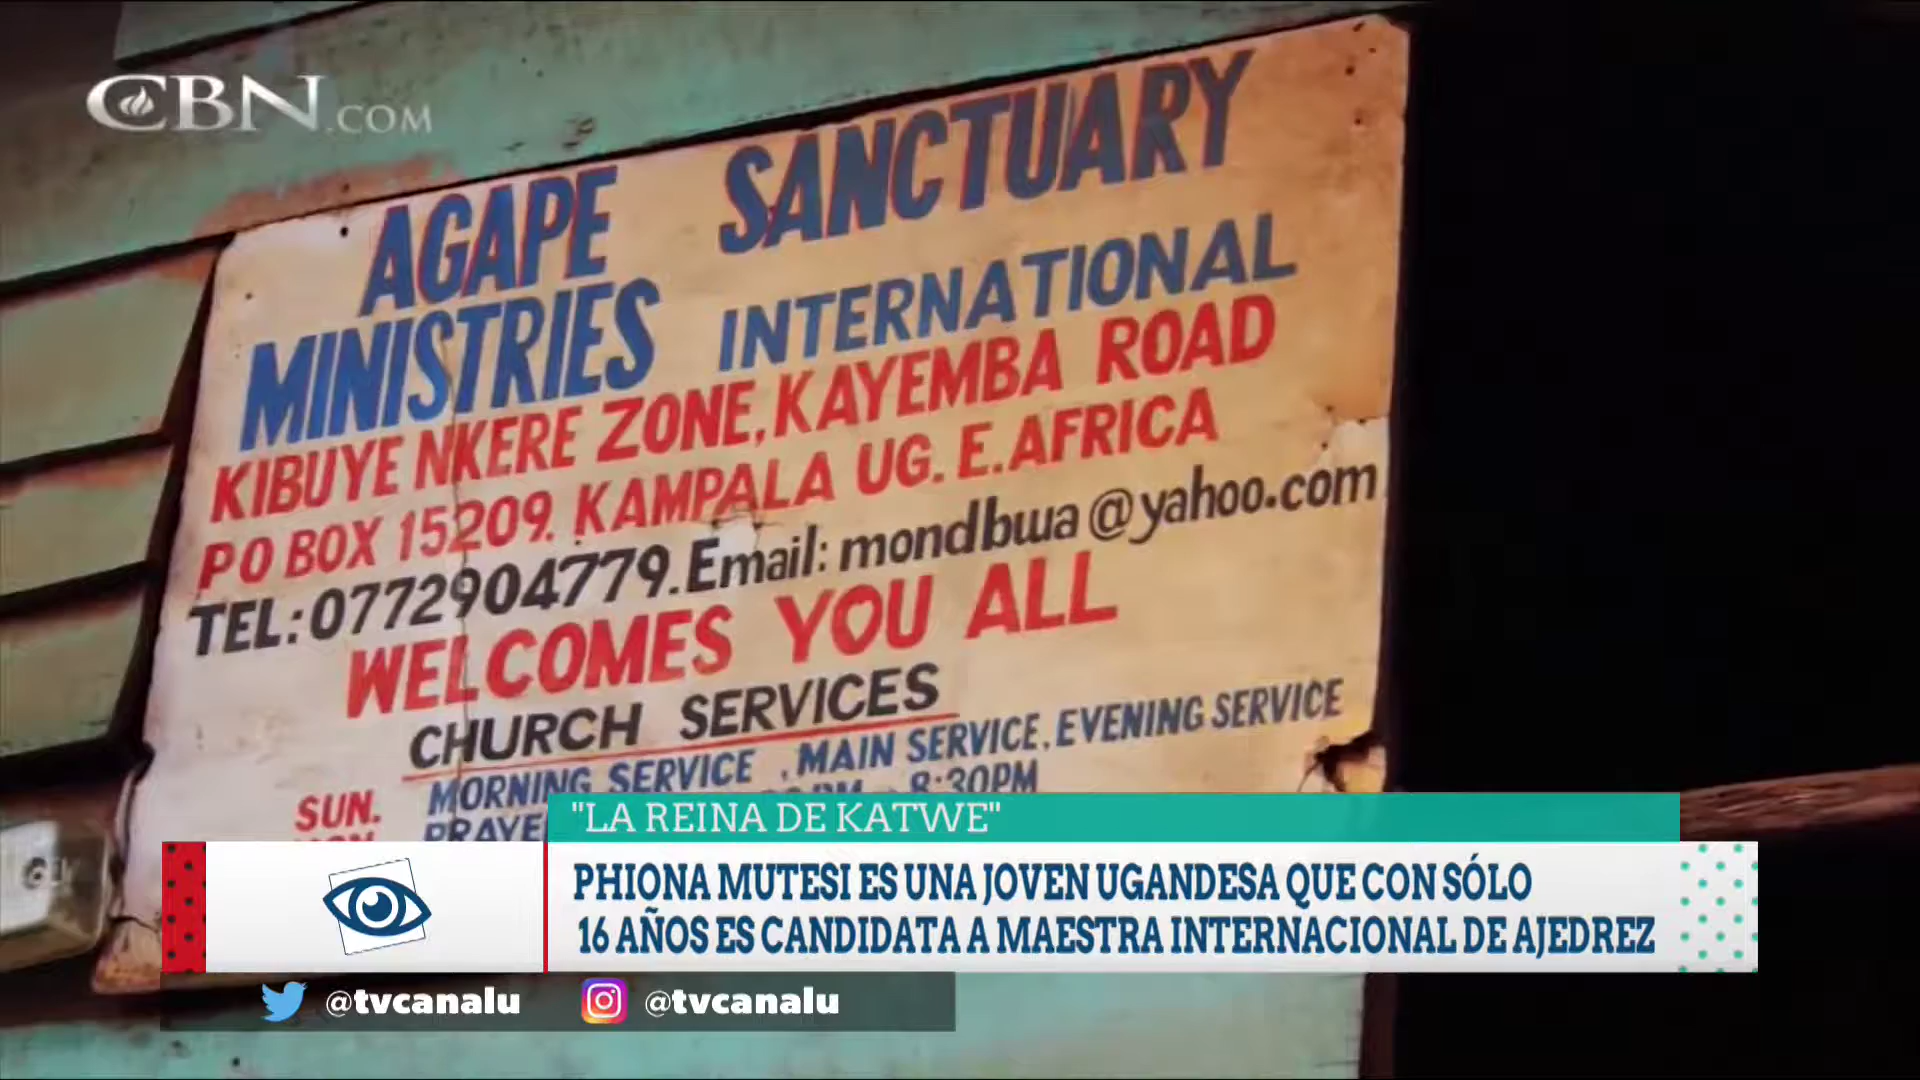 CBN.COM
AGAPE SANCTUARY
MINISTRIES INTERNATIONAL
KIBUYE NKERE ZONE, KAYEMBA ROAD
P O BOX 15209. KAMPALA UG. E. AFRICA
TEL: 0772904779. Email: mondbwa@yahoo.com
WELCOMES YOU ALL
CHURCH SERVICES
SUN. MORNING SERVICE, MAIN SERVICE, EVENING SERVICE
8:30PM
"LA REINA DE KATWE"
PHIONA MUTESI ES UNA JOVEN UGANDESA QUE CON SÓLO
16 AÑOS ES CANDIDATA A MAESTRA INTERNACIONAL DE AJEDREZ
@tvcanalu @tvcanalu